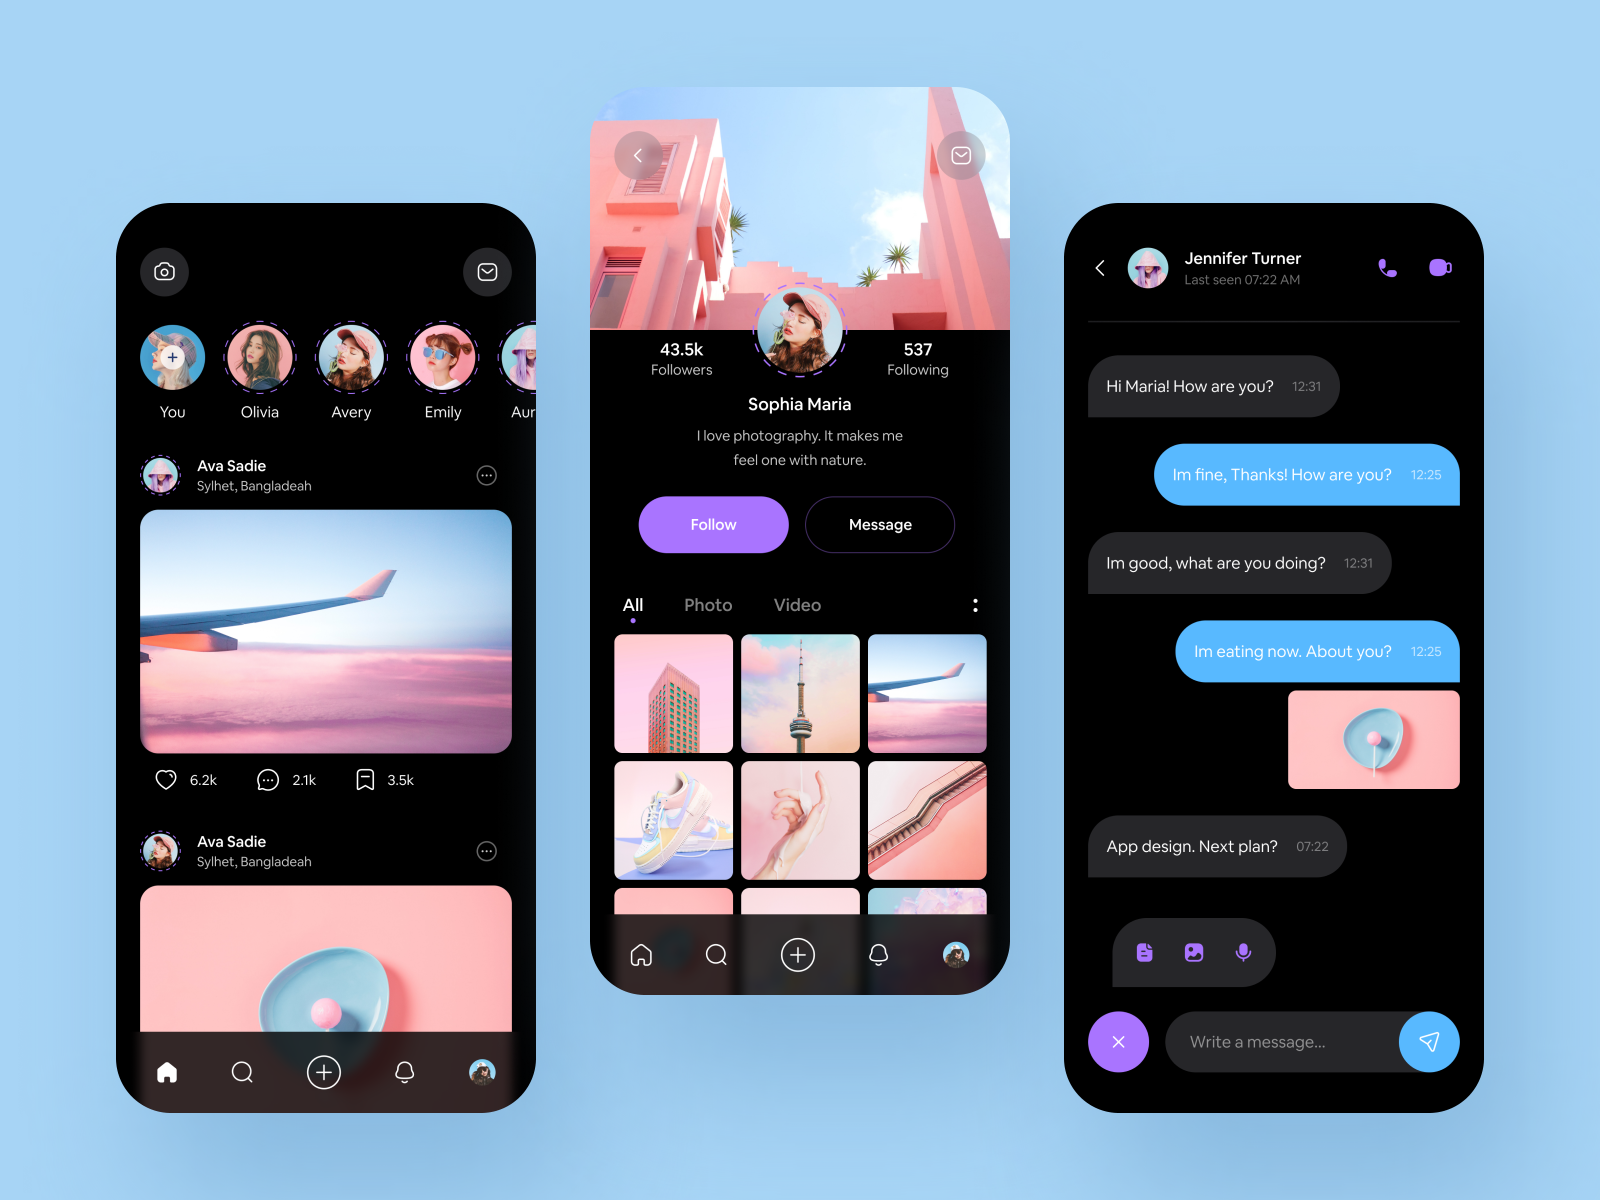 You
Olivia
Avery
Emily
Aur
Ava Sadie
Sylhet, Bangladeah
6.2k
2.1k
3.5k
Ava Sadie
Sylhet, Bangladeah
43.5k
Followers
537
Following
Sophia Maria
I love photography. It makes me
feel one with nature.
Follow
Message
All
Photo
Video
Jennifer Turner
Last seen 07:22 AM
Hi Maria! How are you? 12:31
Im fine, Thanks! How are you? 12:25
Im good, what are you doing? 12:31
Im eating now. About you? 12:25
App design. Next plan? 07:22
Write a message...